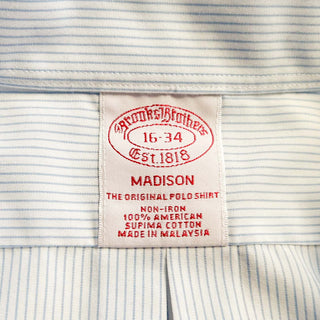 Brooks Brothers
16-34
Est. 1818
MADISON
THE ORIGINAL POLO SHIRT
NON-IRON
100% AMERICAN
SUPIMA COTTON
MADE IN MALAYSIA